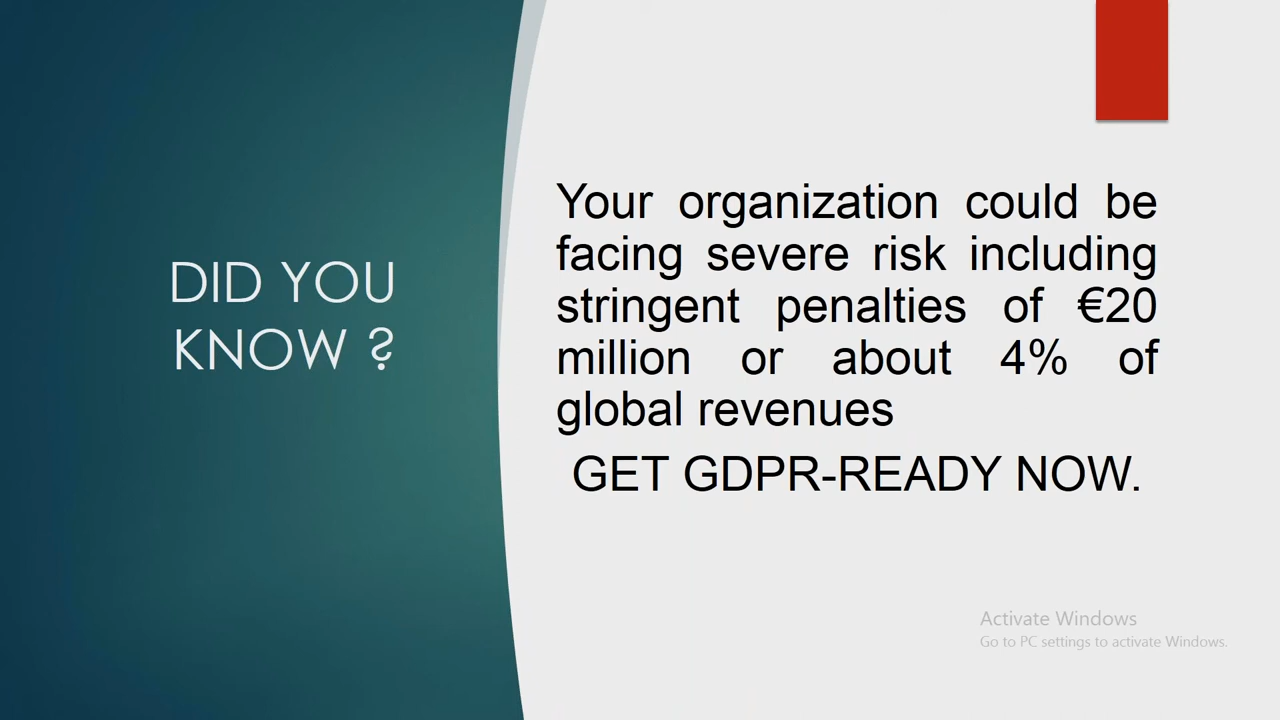 DID YOU
KNOW ?
Your organization could be
facing severe risk including
stringent penalties of €20
million or about 4% of
global revenues
GET GDPR-READY NOW.
Activate Windows
Go to PC settings to activate Windows.